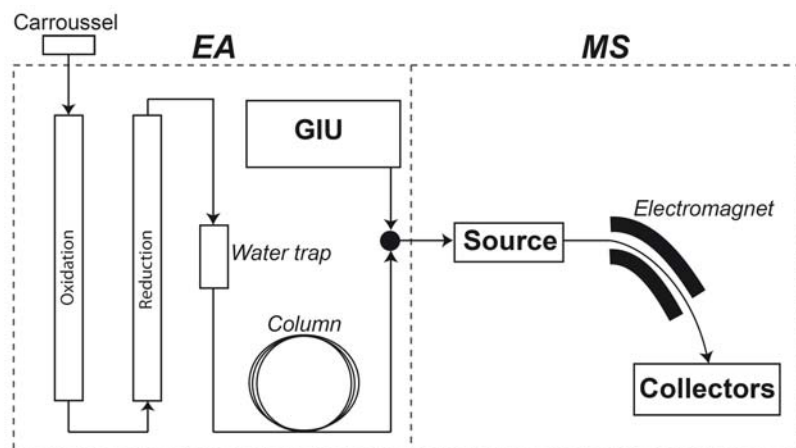 Carroussel
EA
MS
GIU
Oxidation
Reduction
Water trap
Column
Source
Electromagnet
Collectors